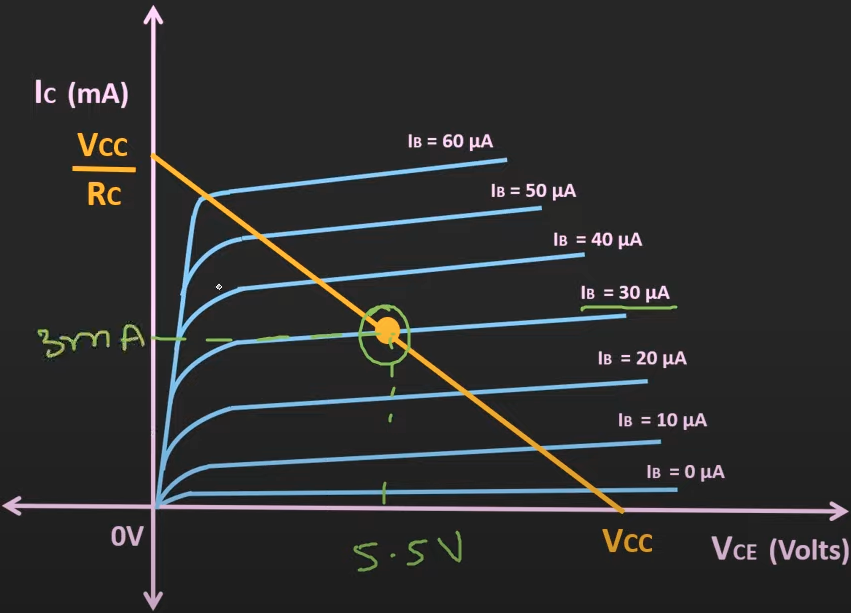 IC (mA)
VCC
RC
IB = 60 µA
IB = 50 µA
IB = 40 µA
IB = 30 µA
3mA
IB = 20 µA
IB = 10 µA
IB = 0 µA
0V
5.5V
VCC
VCE (Volts)